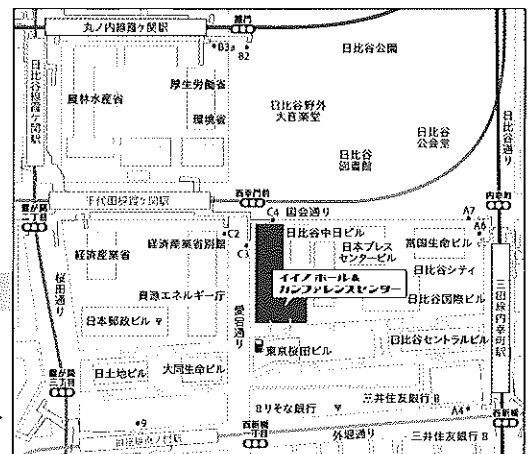 丸ノ内線霞ケ関駅
B3a
B2
日比谷公園
日比谷線霞ケ関駅
農林水産省
厚生労働省
環境省
日比谷野外
大音楽堂
日比谷
図書館
日比谷
公会堂
日比谷通り
千代田線霞ケ関駅
西幸門前
内幸町
霞が関
二丁目
C4
国会通り
A7
A6
C2
C3
経済産業省
経済産業省別館
日比谷中日ビル
日本プレス
センタービル
富国生命ビル
日比谷シティ
イイノホール&
カンファレンスセンター
日比谷国際ビル
桜田通り
資源エネルギー庁
愛宕通り
日本郵政ビル
三田線内幸町駅
日比谷セントラルビル
東京桜田ビル
日土地ビル
大同生命ビル
霞が関
三丁目
りそな銀行
三井住友銀行
A4
9
西新橋
西新橋
一丁目
外堀通り
三井住友銀行